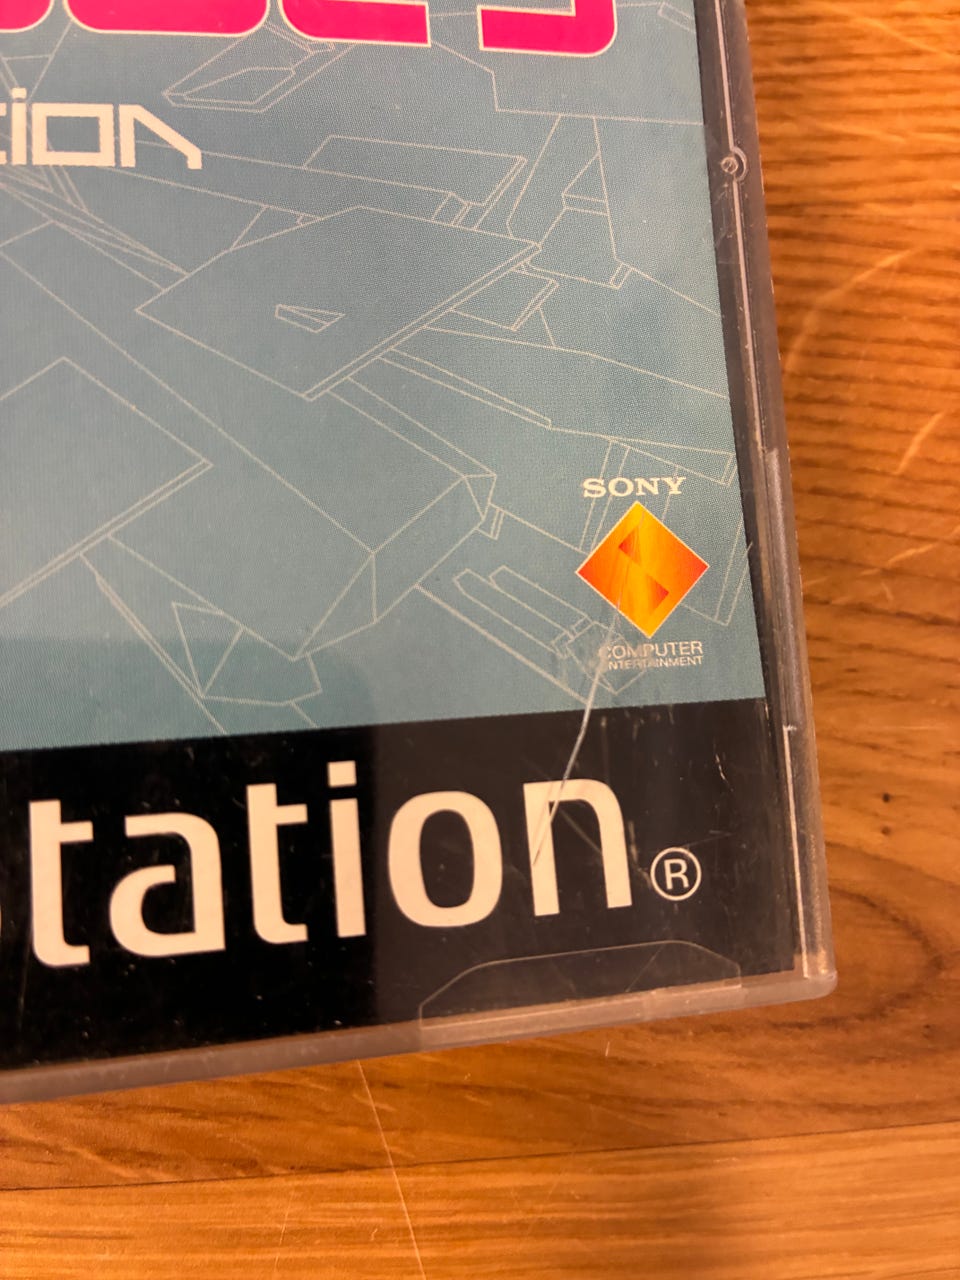 tion
SONY
COMPUTER
ENTERTAINMENT
tation®